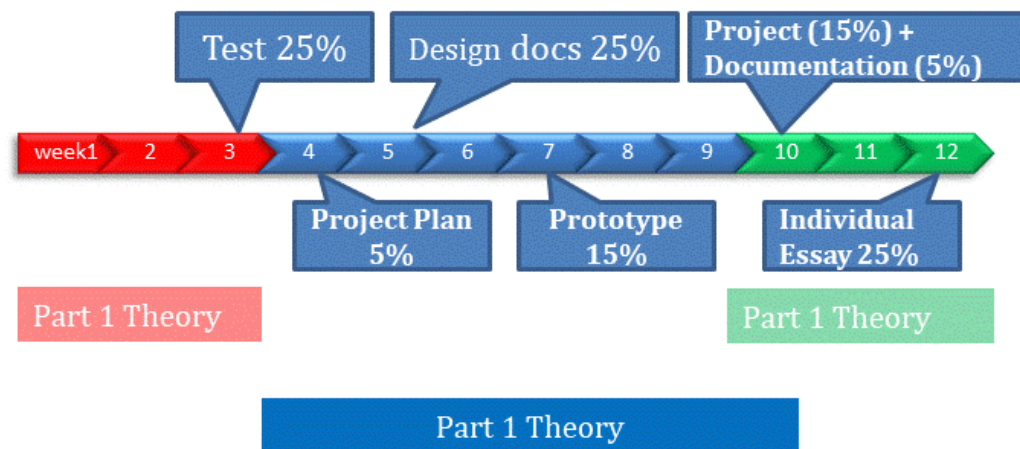 Test 25%
Design docs 25%
Project (15%) +
Documentation (5%)
week1 2 3 4 5 6 7 8 9 10 11 12
Project Plan
5%
Prototype
15%
Individual
Essay 25%
Part 1 Theory
Part 1 Theory
Part 1 Theory